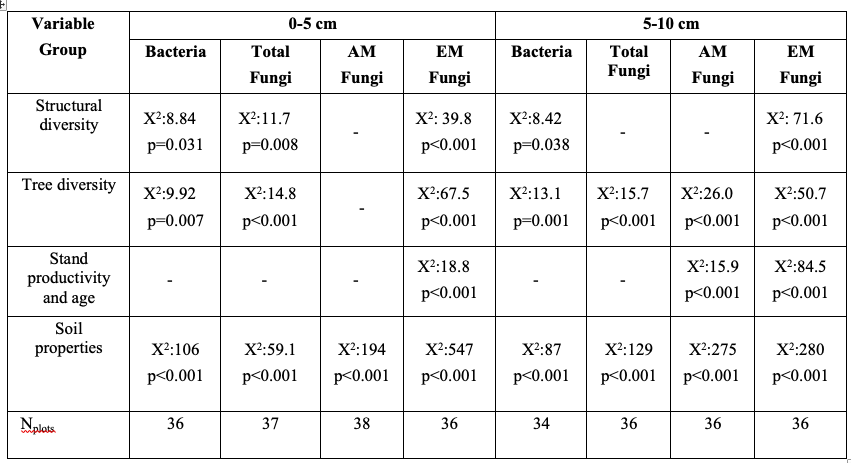 Variable Group 0-5 cm 5-10 cm
Bacteria Total Fungi AM Fungi EM Fungi Bacteria Total Fungi AM Fungi EM Fungi
Structural diversity X²:8.84 p=0.031 X²:11.7 p=0.008 - X²: 39.8 p<0.001 X²:8.42 p=0.038 - - X²: 71.6 p<0.001
Tree diversity X²:9.92 p=0.007 X²:14.8 p<0.001 - X²:67.5 p<0.001 X²:13.1 p=0.001 X²:15.7 p<0.001 X²:26.0 p<0.001 X²:50.7 p<0.001
Stand productivity and age - - - X²:18.8 p<0.001 - - X²:15.9 p<0.001 X²:84.5 p<0.001
Soil properties X²:106 p<0.001 X²:59.1 p<0.001 X²:194 p<0.001 X²:547 p<0.001 X²:87 p<0.001 X²:129 p<0.001 X²:275 p<0.001 X²:280 p<0.001
Nplots 36 37 38 36 34 36 36 36